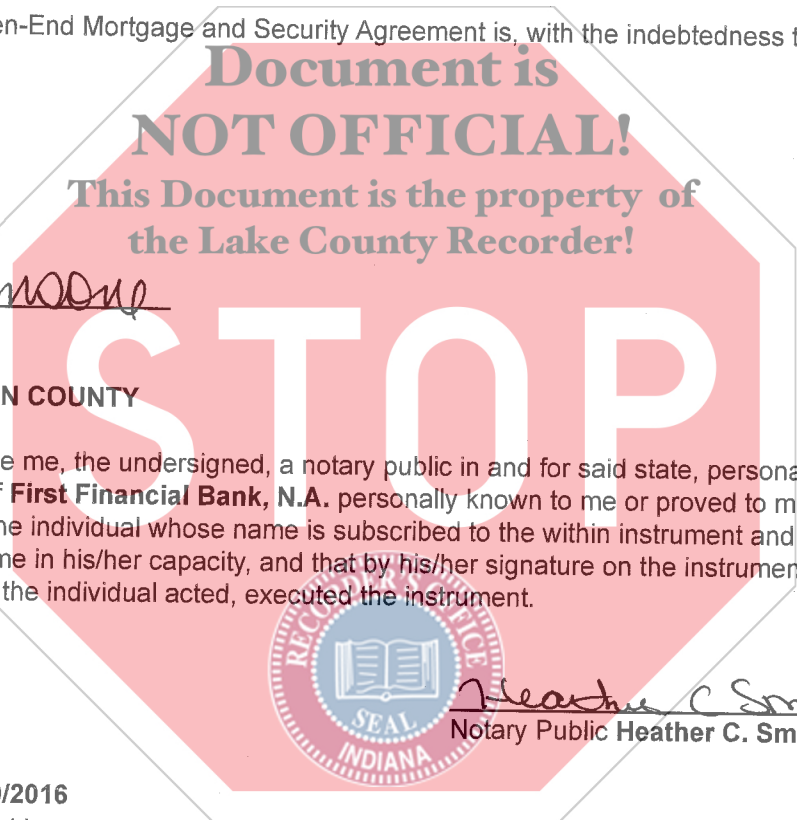 en-End Mortgage and Security Agreement is, with the indebtedness t
Document is
NOT OFFICIAL!
This Document is the property of
the Lake County Recorder!
STOP
N COUNTY
e me, the undersigned, a notary public in and for said state, persona
First Financial Bank, N.A. personally known to me or proved to m
ne individual whose name is subscribed to the within instrument and
me in his/her capacity, and that by his/her signature on the instrumen
the individual acted, executed the instrument.
RECORDER'S OFFICE
SEAL
INDIANA
Heather C Sm
Notary Public Heather C. Sm
/2016